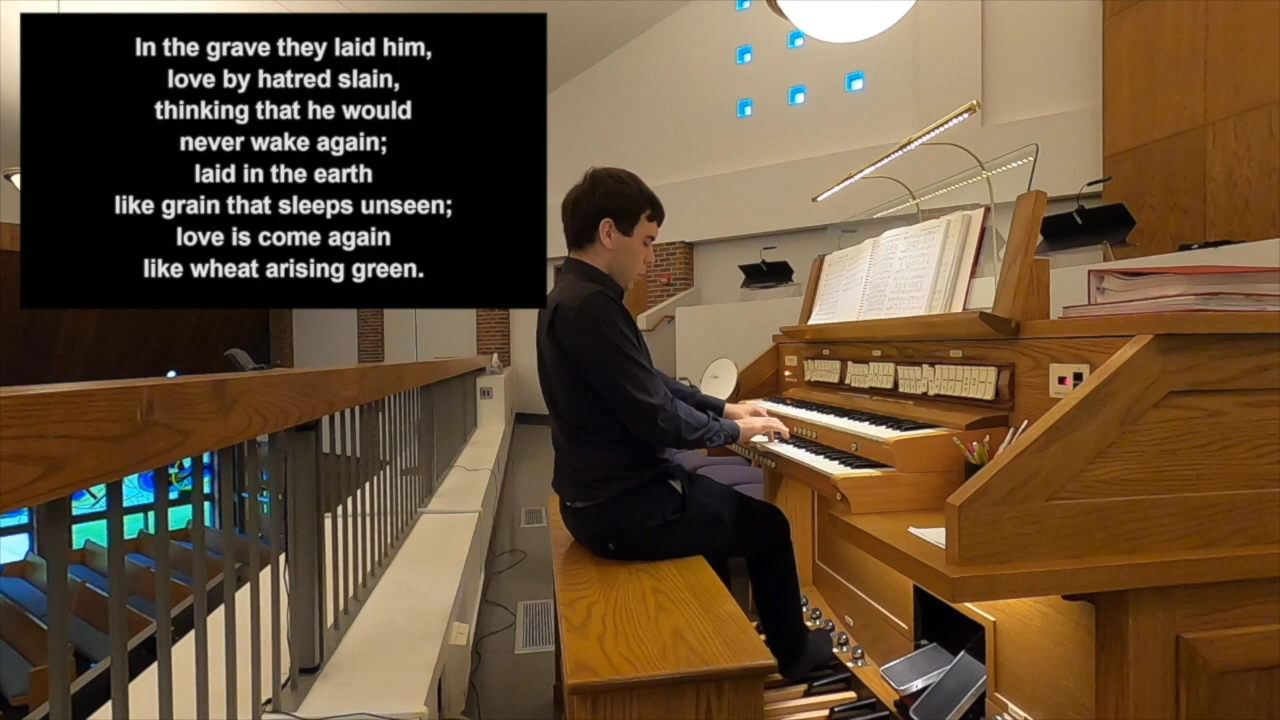 In the grave they laid him,
love by hatred slain,
thinking that he would
never wake again;
laid in the earth
like grain that sleeps unseen;
love is come again
like wheat arising green.